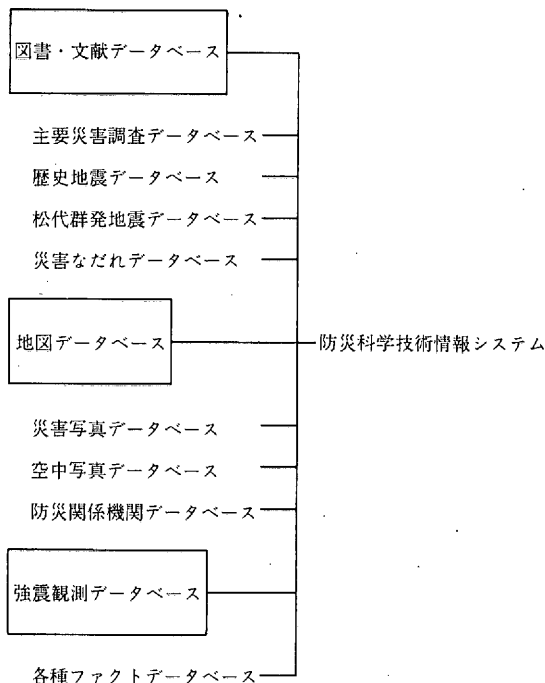 図書・文献データベース
主要災害調査データベース
歴史地震データベース
松代群発地震データベース
災害なだれデータベース
地図データベース
防災科学技術情報システム
災害写真データベース
空中写真データベース
防災関係機関データベース
強震観測データベース
各種ファクトデータベース